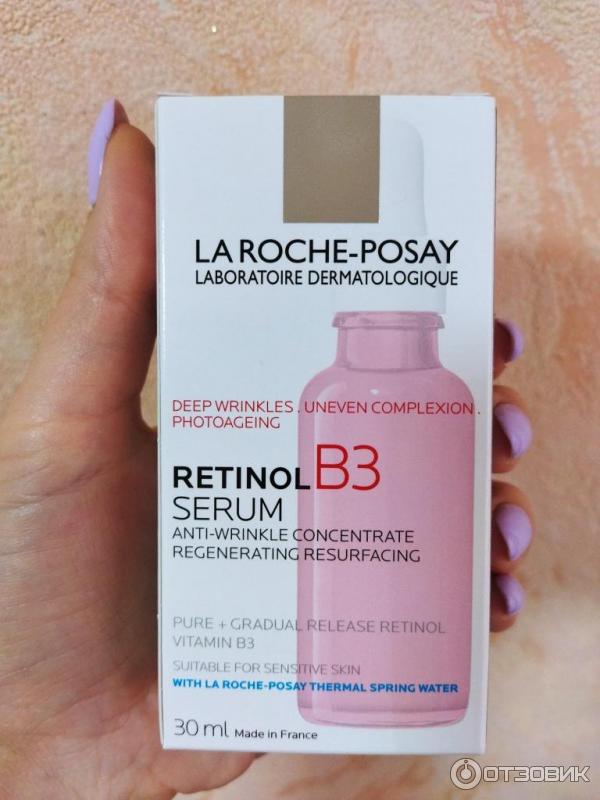 LA ROCHE-POSAY
LABORATOIRE DERMATOLOGIQUE
DEEP WRINKLES . UNEVEN COMPLEXION .
PHOTOAGEING
RETINOL B3
SERUM
ANTI-WRINKLE CONCENTRATE
REGENERATING RESURFACING
PURE + GRADUAL RELEASE RETINOL
VITAMIN B3
SUITABLE FOR SENSITIVE SKIN
WITH LA ROCHE-POSAY THERMAL SPRING WATER
30 ml Made in France
ОТЗОВИК